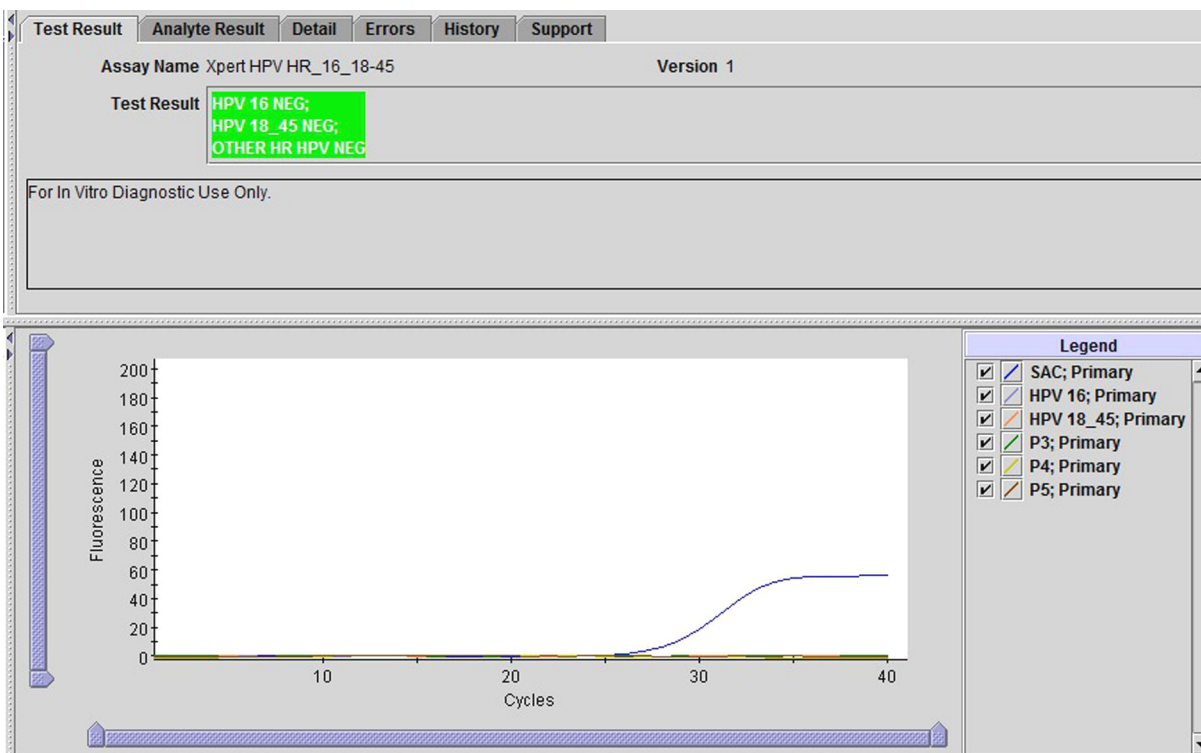 Test Result Analyte Result Detail Errors History Support
Assay Name Xpert HPV HR_16_18-45 Version 1
Test Result HPV 16 NEG;
HPV 18_45 NEG;
OTHER HR HPV NEG
For In Vitro Diagnostic Use Only.
Legend
SAC; Primary
HPV 16; Primary
HPV 18_45; Primary
P3; Primary
P4; Primary
P5; Primary
Fluorescence
200
180
160
140
120
100
80
60
40
20
0
10 20 30 40
Cycles